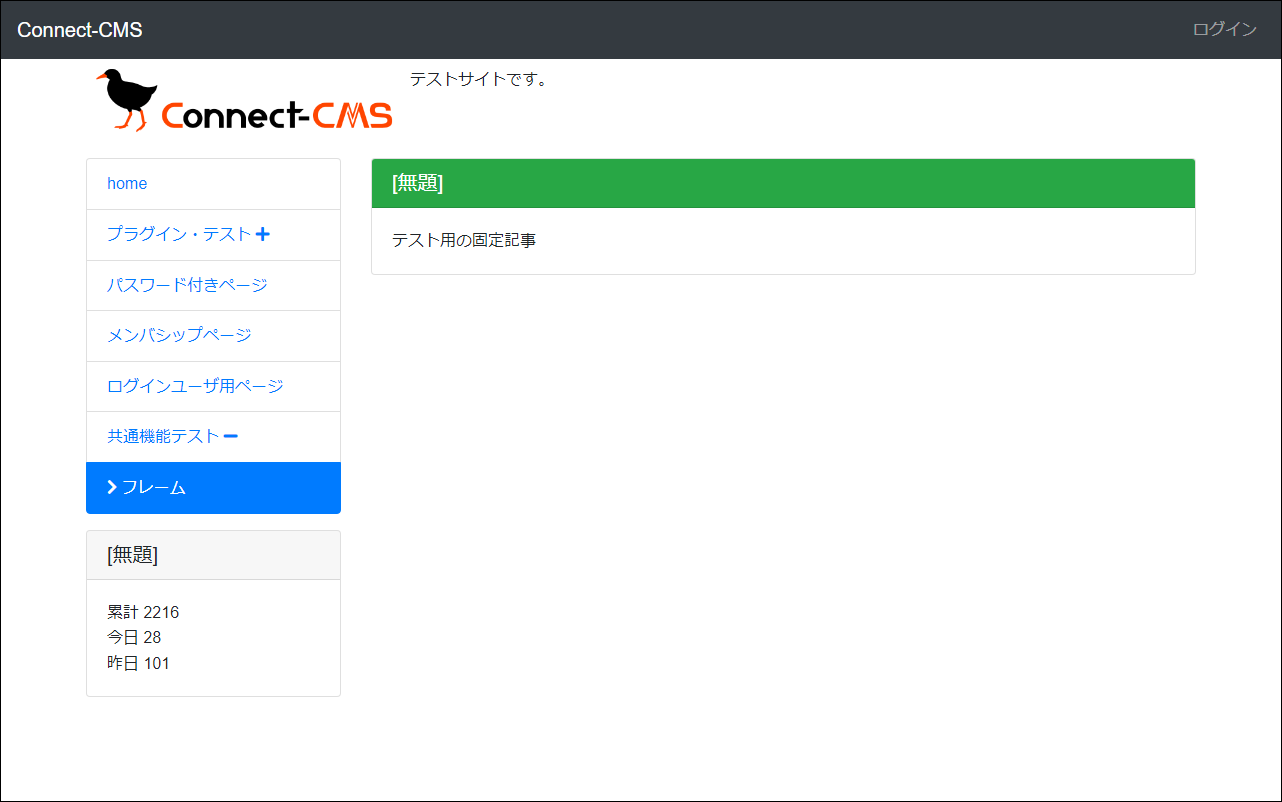 Connect-CMS
ログイン
Connect-CMS
テストサイトです。
home
プラグイン・テスト
パスワード付きページ
メンバシップページ
ログインユーザ用ページ
共通機能テスト
フレーム
[無題]
累計 2216
今日 28
昨日 101
[無題]
テスト用の固定記事